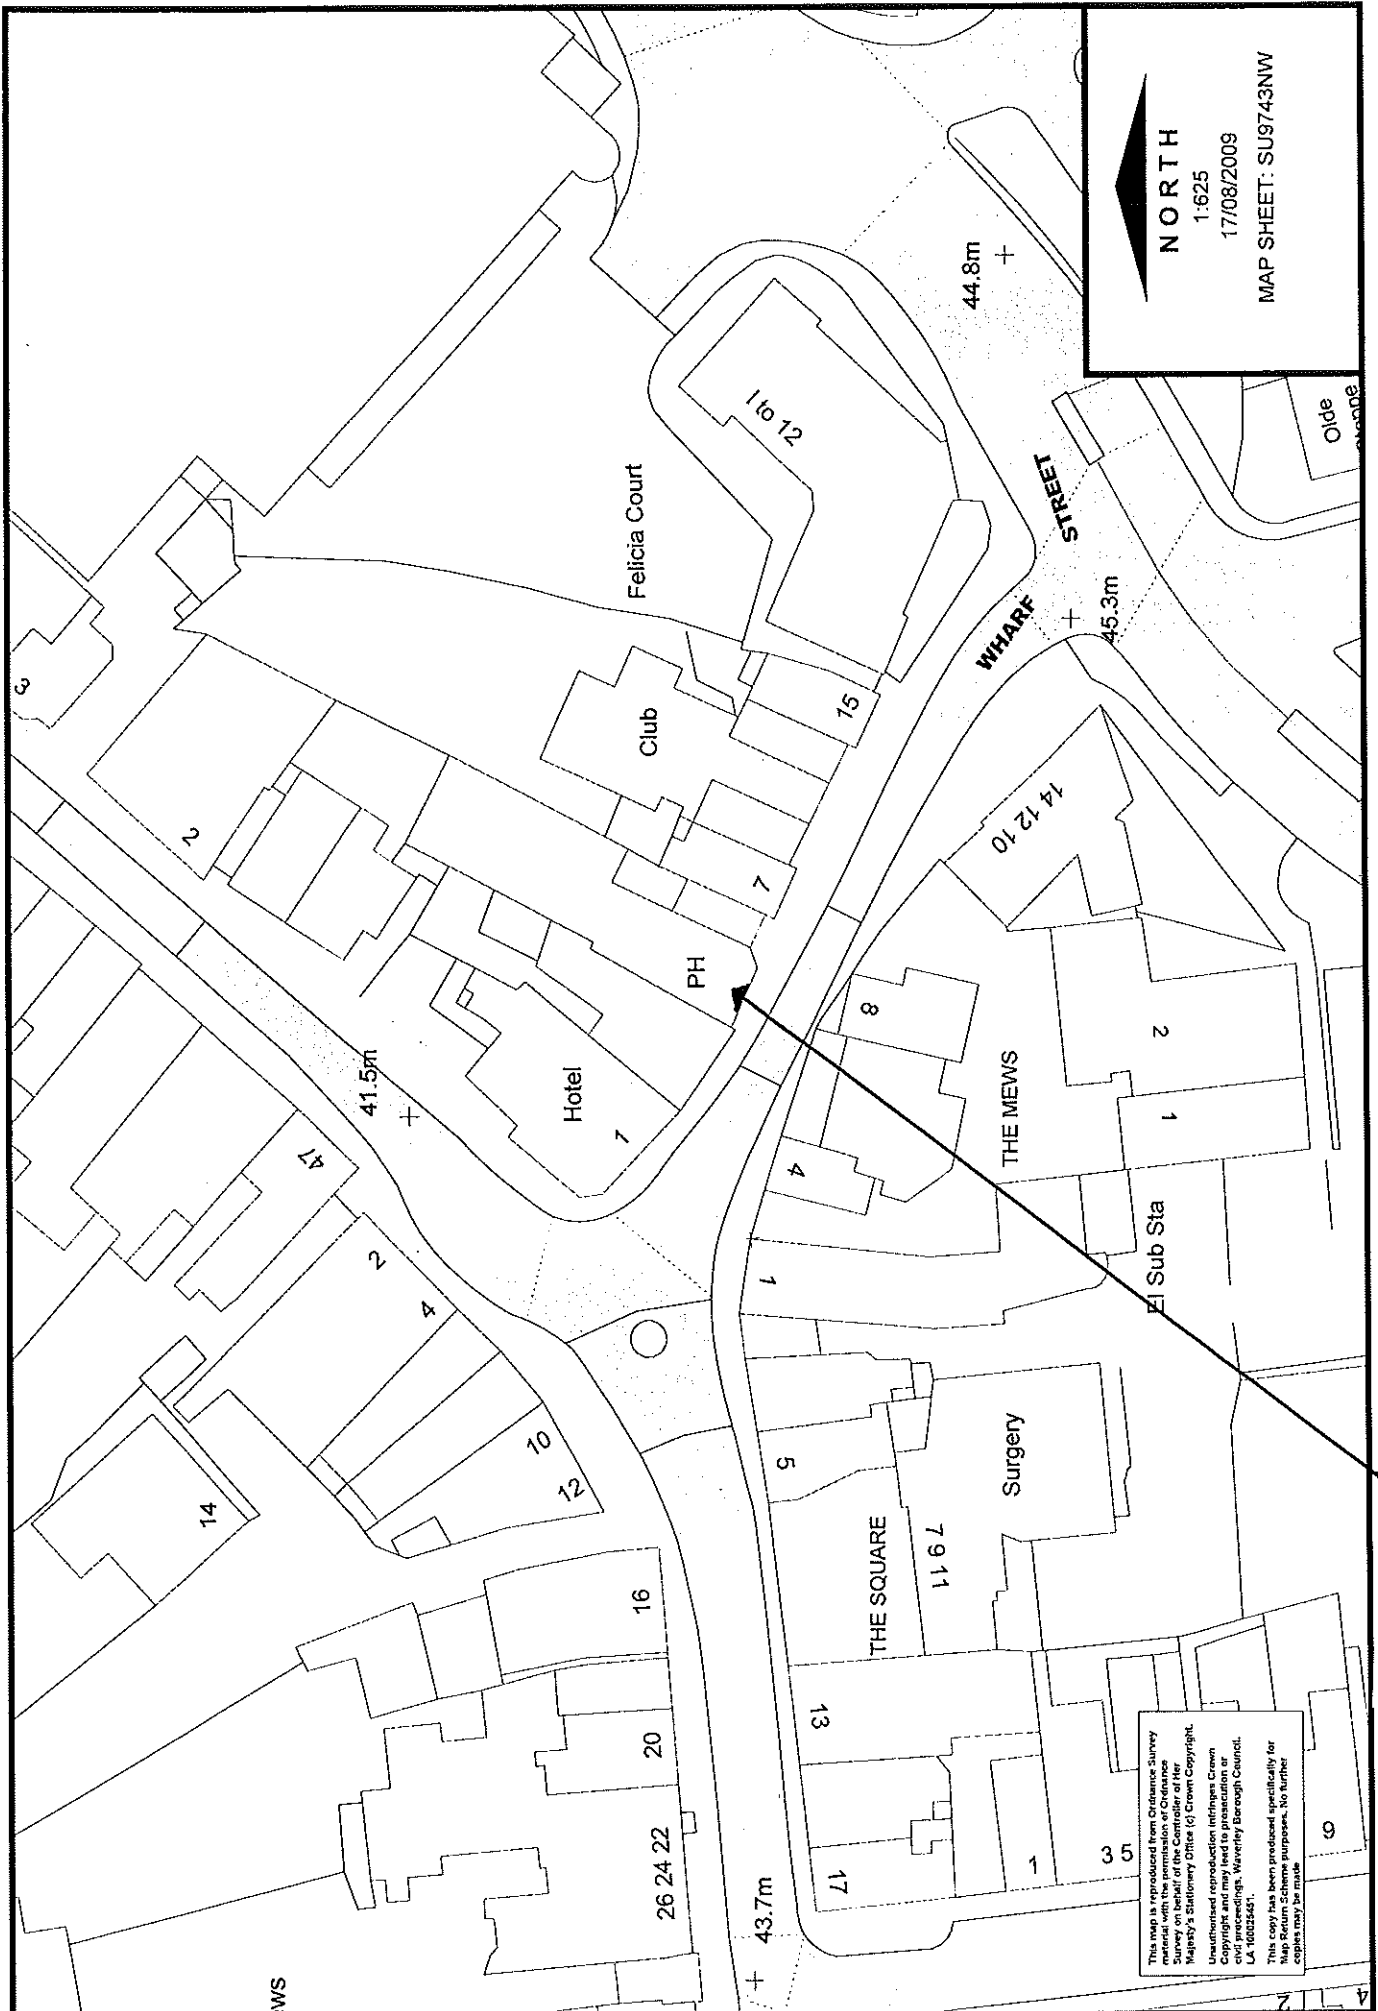 NORTH
1:625
17/08/2009
MAP SHEET: SU9743NW
44.8m
Olde
1 to 12
Felicia Court
WHARF STREET
45.3m
3
Club
15
2
7
14 12 10
PH
8
2
THE MEWS
1
41.5m
Hotel
1
4
47
El Sub Sta
2
4
1
10
12
5
Surgery
14
THE SQUARE
7 9 11
16
13
20
26 24 22
17
1
3 5
9
43.7m
ws
2
4
This map is reproduced from Ordnance Survey
material with the permission of Ordnance
Survey on behalf of the Controller of Her
Majesty's Stationery Office (c) Crown Copyright.
Unauthorised reproduction infringes Crown
Copyright and may lead to prosecution or
civil proceedings. Waverley Borough Council.
LA 100025451.
This copy has been produced specifically for
Map Return Scheme purposes. No further
copies may be made